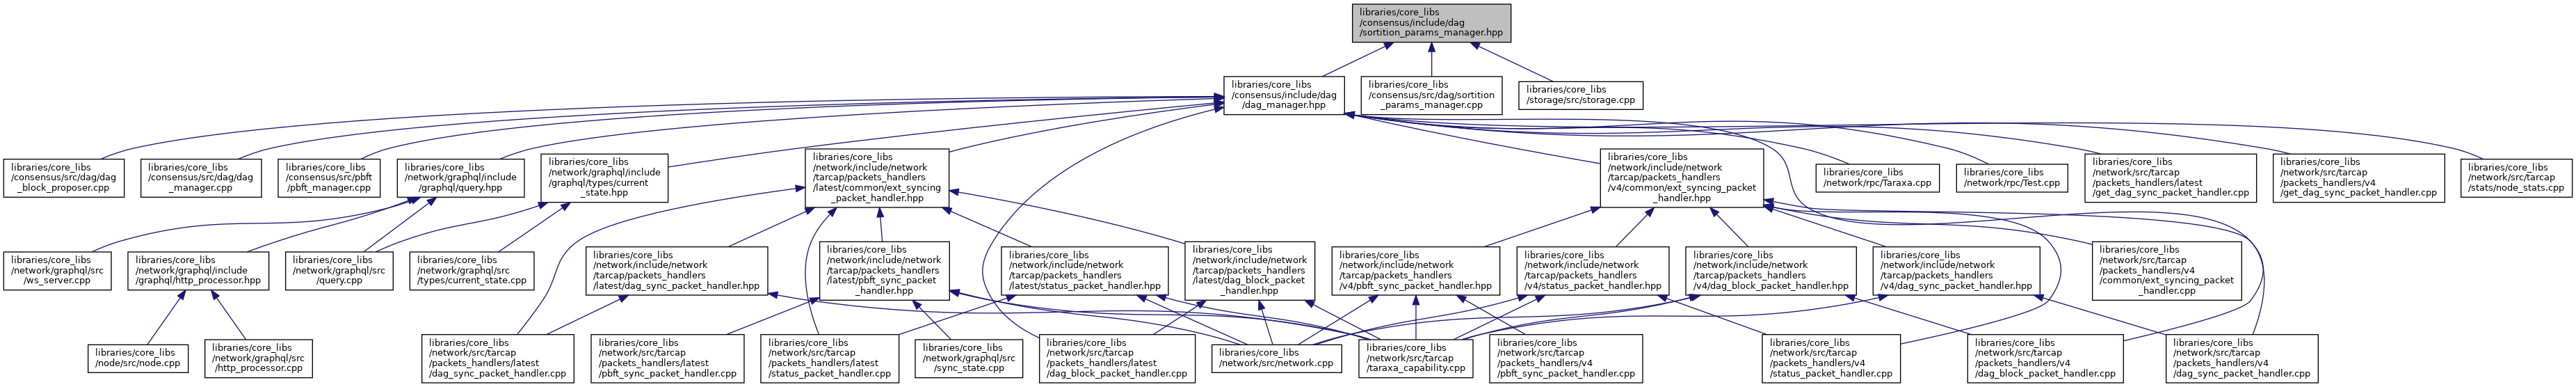 libraries/core_libs
/consensus/include/dag
/sortition_params_manager.hpp
libraries/core_libs
/consensus/include/dag
/dag_manager.hpp
libraries/core_libs
/consensus/src/dag/sortition
_params_manager.cpp
libraries/core_libs
/storage/src/storage.cpp
libraries/core_libs
/consensus/src/dag/dag
_block_proposer.cpp
libraries/core_libs
/consensus/src/dag/dag
_manager.cpp
libraries/core_libs
/consensus/src/pbft
/pbft_manager.cpp
libraries/core_libs
/network/graphql/include
/graphql/query.hpp
libraries/core_libs
/network/graphql/include
/graphql/types/current
_state.hpp
libraries/core_libs
/network/include/network
/tarcap/packets_handlers
/latest/common/ext_syncing
_packet_handler.hpp
libraries/core_libs
/network/include/network
/tarcap/packets_handlers
/v4/common/ext_syncing_packet
_handler.hpp
libraries/core_libs
/network/rpc/Taraxa.cpp
libraries/core_libs
/network/rpc/Test.cpp
libraries/core_libs
/network/src/tarcap
/packets_handlers/latest
/get_dag_sync_packet_handler.cpp
libraries/core_libs
/network/src/tarcap
/packets_handlers/v4
/get_dag_sync_packet_handler.cpp
libraries/core_libs
/network/src/tarcap
/stats/node_stats.cpp
libraries/core_libs
/network/graphql/src
/ws_server.cpp
libraries/core_libs
/network/graphql/include
/graphql/http_processor.hpp
libraries/core_libs
/network/graphql/src
/query.cpp
libraries/core_libs
/network/graphql/src
/types/current_state.cpp
libraries/core_libs
/network/include/network
/tarcap/packets_handlers
/latest/dag_sync_packet_handler.hpp
libraries/core_libs
/network/include/network
/tarcap/packets_handlers
/latest/pbft_sync_packet
_handler.hpp
libraries/core_libs
/network/include/network
/tarcap/packets_handlers
/latest/status_packet_handler.hpp
libraries/core_libs
/network/include/network
/tarcap/packets_handlers
/latest/dag_block_packet
_handler.hpp
libraries/core_libs
/network/include/network
/tarcap/packets_handlers
/v4/pbft_sync_packet_handler.hpp
libraries/core_libs
/network/include/network
/tarcap/packets_handlers
/v4/status_packet_handler.hpp
libraries/core_libs
/network/include/network
/tarcap/packets_handlers
/v4/dag_block_packet_handler.hpp
libraries/core_libs
/network/include/network
/tarcap/packets_handlers
/v4/dag_sync_packet_handler.hpp
libraries/core_libs
/network/src/tarcap
/packets_handlers/v4
/common/ext_syncing_packet
_handler.cpp
libraries/core_libs
/node/src/node.cpp
libraries/core_libs
/network/graphql/src
/http_processor.cpp
libraries/core_libs
/network/src/tarcap
/packets_handlers/latest
/dag_sync_packet_handler.cpp
libraries/core_libs
/network/src/tarcap
/packets_handlers/latest
/pbft_sync_packet_handler.cpp
libraries/core_libs
/network/src/tarcap
/packets_handlers/latest
/status_packet_handler.cpp
libraries/core_libs
/network/graphql/src
/sync_state.cpp
libraries/core_libs
/network/src/tarcap
/packets_handlers/latest
/dag_block_packet_handler.cpp
libraries/core_libs
/network/src/network.cpp
libraries/core_libs
/network/src/tarcap
/taraxa_capability.cpp
libraries/core_libs
/network/src/tarcap
/packets_handlers/v4
/pbft_sync_packet_handler.cpp
libraries/core_libs
/network/src/tarcap
/packets_handlers/v4
/status_packet_handler.cpp
libraries/core_libs
/network/src/tarcap
/packets_handlers/v4
/dag_block_packet_handler.cpp
libraries/core_libs
/network/src/tarcap
/packets_handlers/v4
/dag_sync_packet_handler.cpp